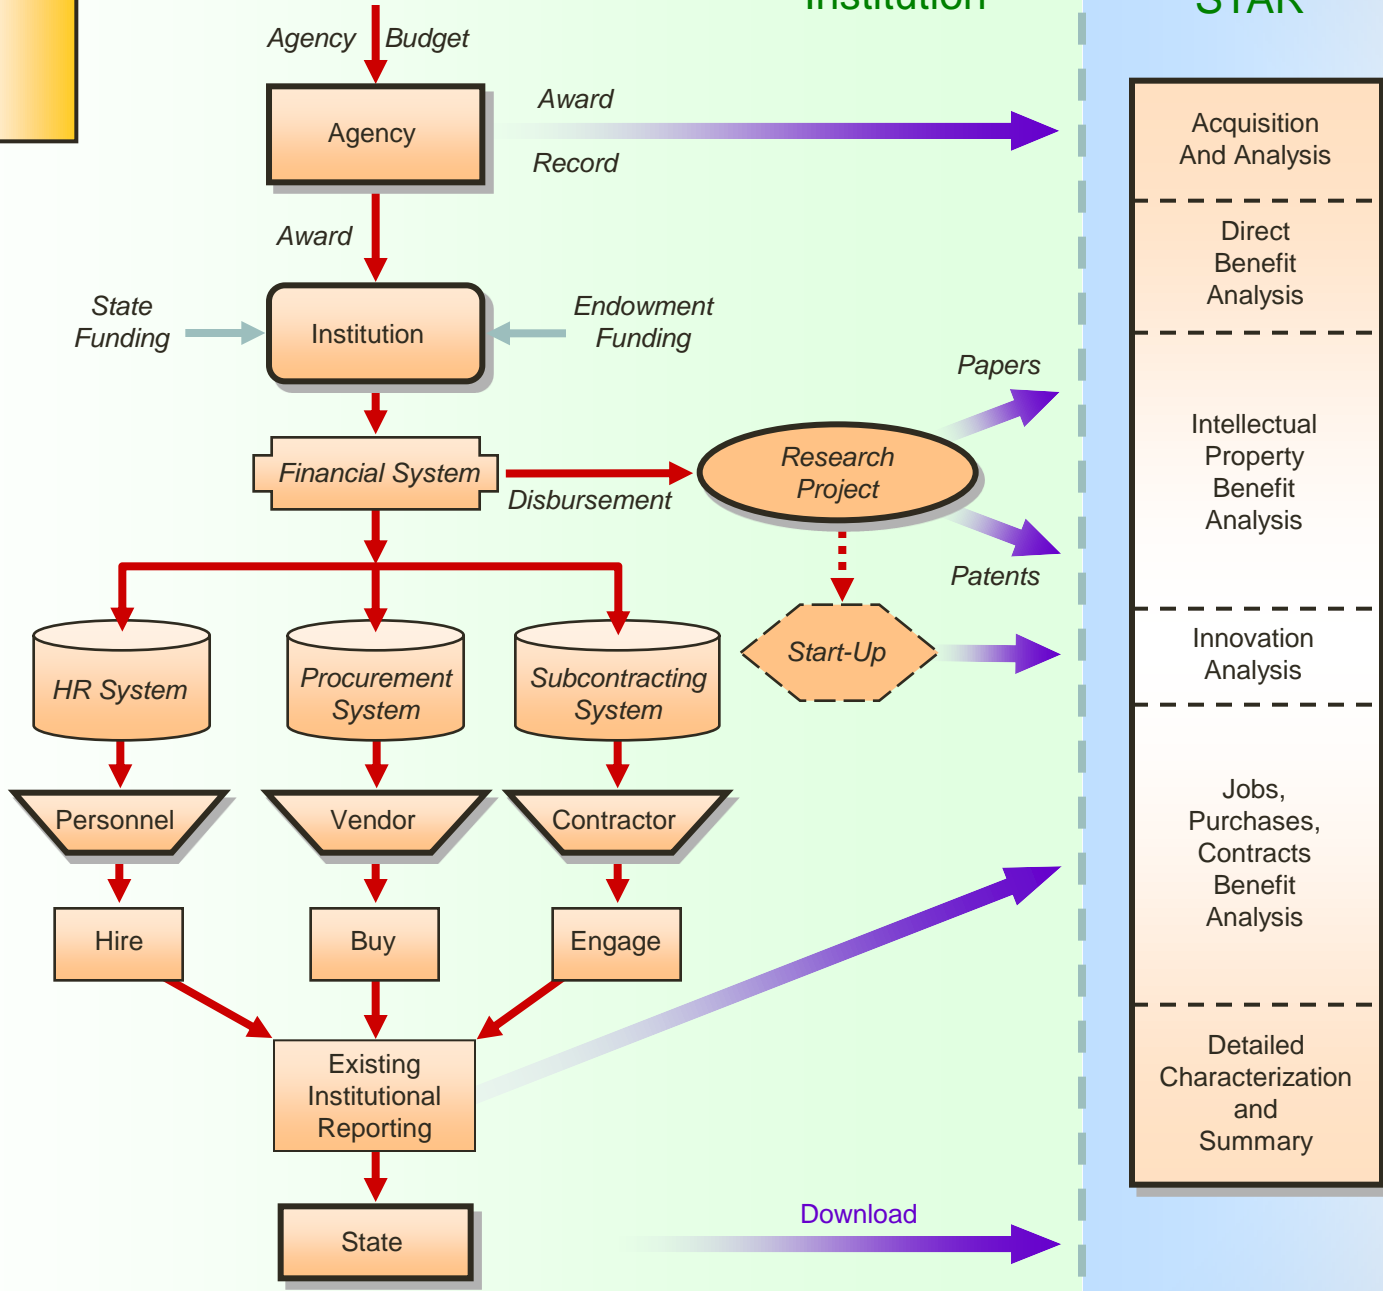 Institution
STAR
Agency Budget
Agency
Award
Record
Award
State
Funding
Institution
Endowment
Funding
Papers
Financial System
Disbursement
Research
Project
Patents
HR System
Procurement
System
Subcontracting
System
Start-Up
Personnel
Vendor
Contractor
Hire
Buy
Engage
Existing
Institutional
Reporting
State
Download
Acquisition
And Analysis
Direct
Benefit
Analysis
Intellectual
Property
Benefit
Analysis
Innovation
Analysis
Jobs,
Purchases,
Contracts
Benefit
Analysis
Detailed
Characterization
and
Summary